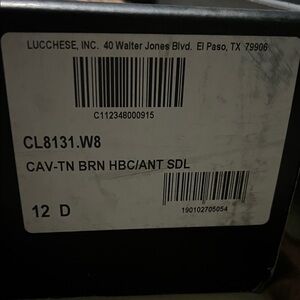 LUCCHESE, INC. 40 Walter Jones Blvd. El Paso, TX 79906
C112348000915
CL8131.W8
CAV-TN BRN HBC/ANT SDL
12 D
190102705054